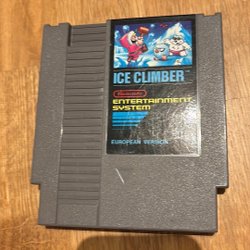 ICE CLIMBER
Nintendo
ENTERTAINMENT
SYSTEM
EUROPEAN VERSION